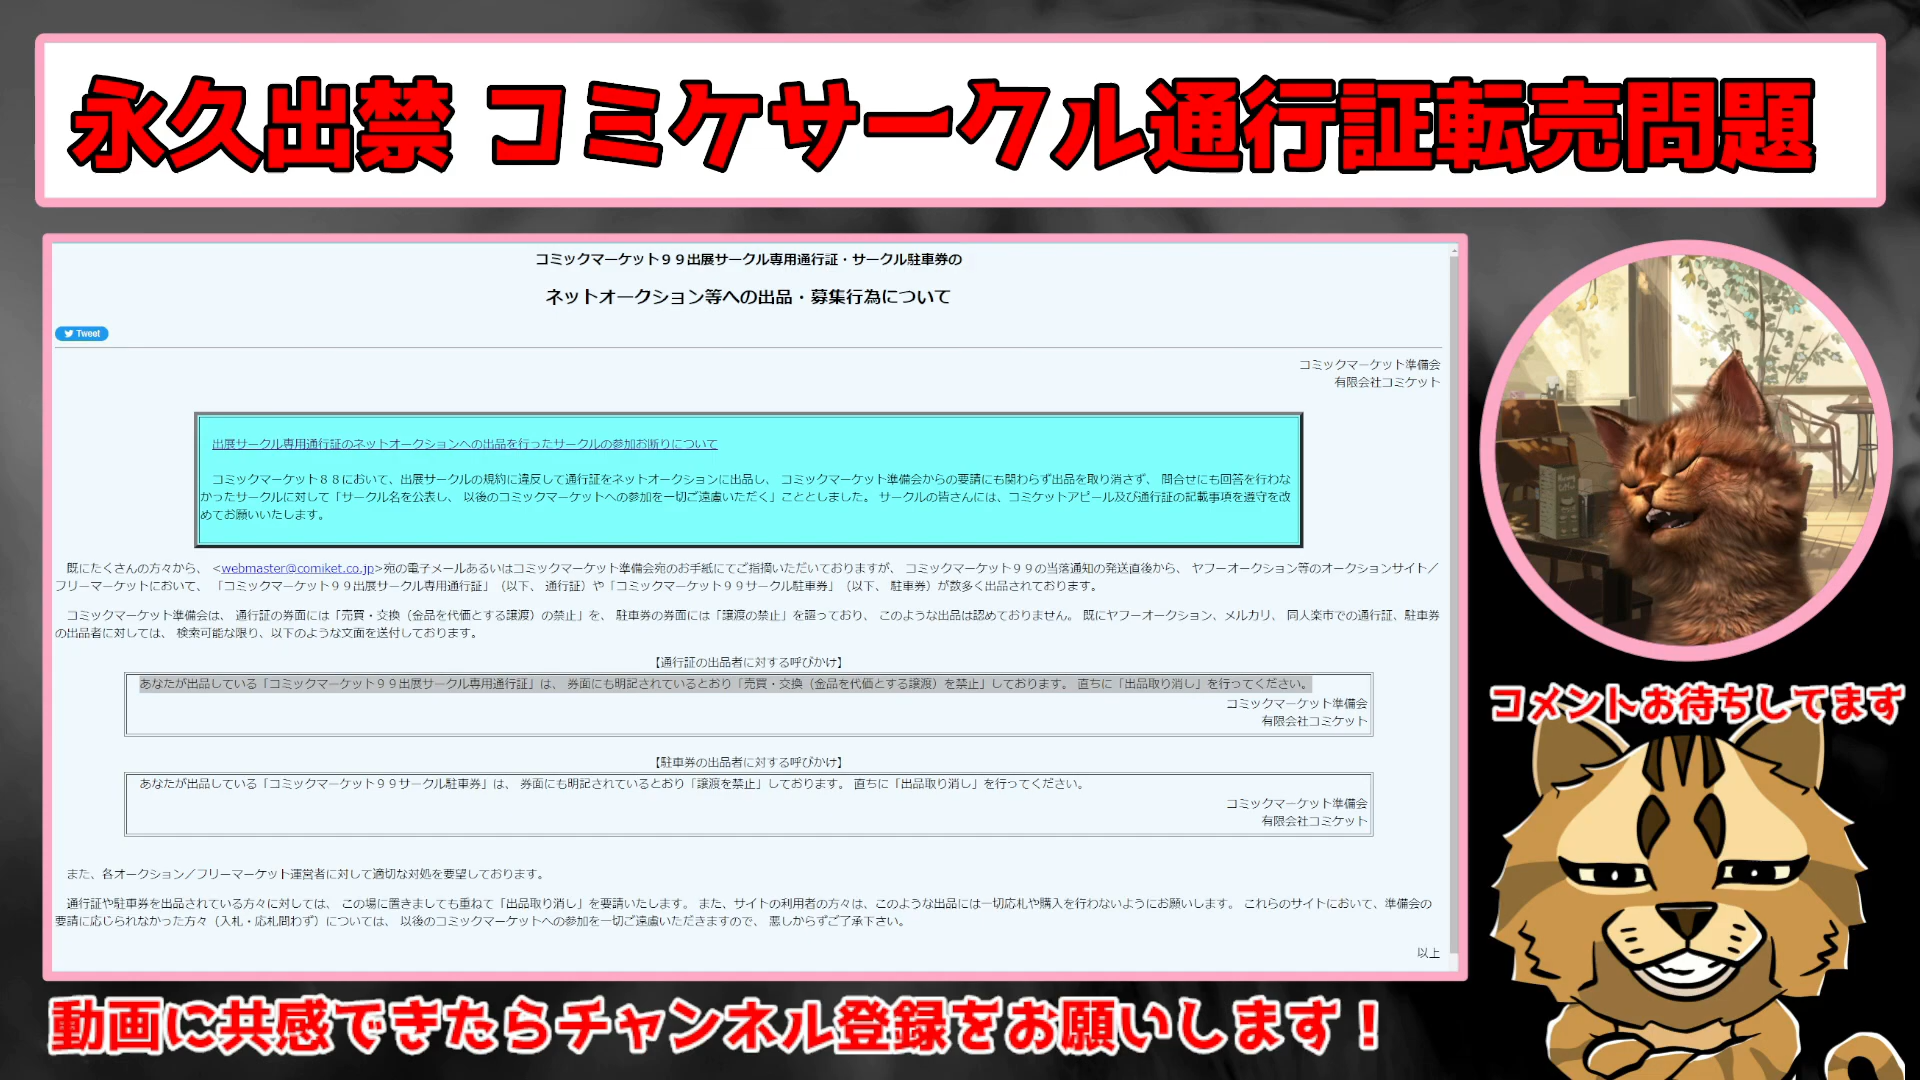 永久出禁 コミケサークル通行証転売問題
コミックマーケット９９出展サークル専用通行証・サークル駐車券の
ネットオークション等への出品・募集行為について
Tweet
コミックマーケット準備会
有限会社コミケット
出展サークル専用通行証のネットオークションへの出品を行ったサークルの参加お断りについて
コミックマーケット８８において、出展サークルの規約に違反して通行証をネットオークションに出品し、 コミックマーケット準備会からの要請にも関わらず出品を取り消さず、 問合せにも回答を行わな
かったサークルに対して「サークル名を公表し、 以後のコミックマーケットへの参加を一切ご遠慮いただく」こととしました。 サークルの皆さんには、コミケットアピール及び通行証の記載事項を遵守を改
めてお願いいたします。
既にたくさんの方々から、 <webmaster@comiket.co.jp>宛の電子メールあるいはコミックマーケット準備会宛のお手紙にてご指摘いただいておりますが、 コミックマーケット９９の当落通知の発送直後から、 ヤフーオークション等のオークションサイト／
フリーマーケットにおいて、 「コミックマーケット９９出展サークル専用通行証」（以下、 通行証）や「コミックマーケット９９サークル駐車券」（以下、 駐車券）が数多く出品されております。
コミックマーケット準備会は、 通行証の券面には「売買・交換（金品を代価とする譲渡）の禁止」を、 駐車券の券面には「譲渡の禁止」を謳っており、 このような出品は認めておりません。 既にヤフーオークション、メルカリ、 同人楽市での通行証、駐車券
の出品者に対しては、 検索可能な限り、以下のような文面を送付しております。
【通行証の出品者に対する呼びかけ】
あなたが出品している「コミックマーケット９９出展サークル専用通行証」は、 券面にも明記されているとおり「売買・交換（金品を代価とする譲渡）を禁止」しております。 直ちに「出品取り消し」を行ってください。
コミックマーケット準備会
有限会社コミケット
【駐車券の出品者に対する呼びかけ】
あなたが出品している「コミックマーケット９９サークル駐車券」は、 券面にも明記されているとおり「譲渡を禁止」しております。 直ちに「出品取り消し」を行ってください。
コミックマーケット準備会
有限会社コミケット
また、各オークション／フリーマーケット運営者に対して適切な対処を要望しております。
通行証や駐車券を出品されている方々に対しては、 この場に置きましても重ねて「出品取り消し」を要請いたします。 また、サイトの利用者の方々は、このような出品には一切応札や購入を行わないようにお願いします。 これらのサイトにおいて、準備会の
要請に応じられなかった方々（入札・応札問わず）については、 以後のコミックマーケットへの参加を一切ご遠慮いただきますので、 悪しからずご了承下さい。
以上
コメントお待ちしてます
動画に共感できたらチャンネル登録をお願いします！